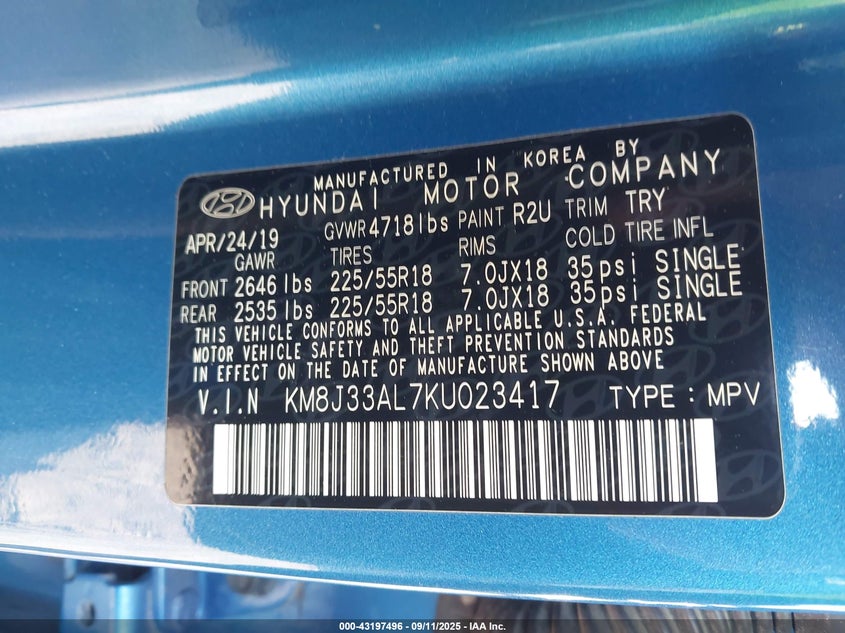 MANUFACTURED IN KOREA BY
HYUNDAI MOTOR COMPANY
APR/24/19 GVWR 4718lbs PAINT R2U TRIM TRY
GAWR TIRES RIMS COLD TIRE INFL
FRONT 2646 lbs 225/55R18 7.0JX18 35psi SINGLE
REAR 2535 lbs 225/55R18 7.0JX18 35psi SINGLE
THIS VEHICLE CONFORMS TO ALL APPLICABLE U.S.A. FEDERAL
MOTOR VEHICLE SAFETY AND THEFT PREVENTION STANDARDS
IN EFFECT ON THE DATE OF MANUFACTURE SHOWN ABOVE
V.I.N KM8J33AL7KU023417 TYPE : MPV
000-43197496 - 09/11/2025 - IAA Inc.